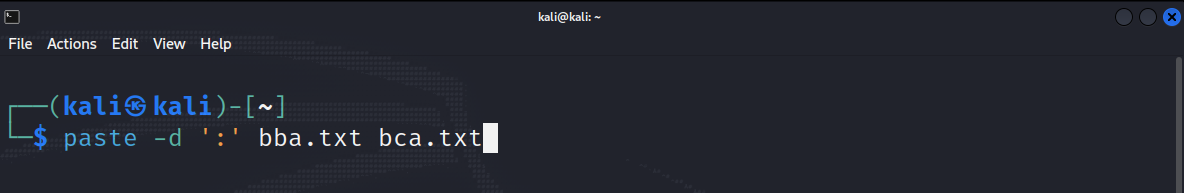 kali@kali: ~
File Actions Edit View Help
┌──(kali㉿kali)-[~]
└─$ paste -d ':' bba.txt bca.txt